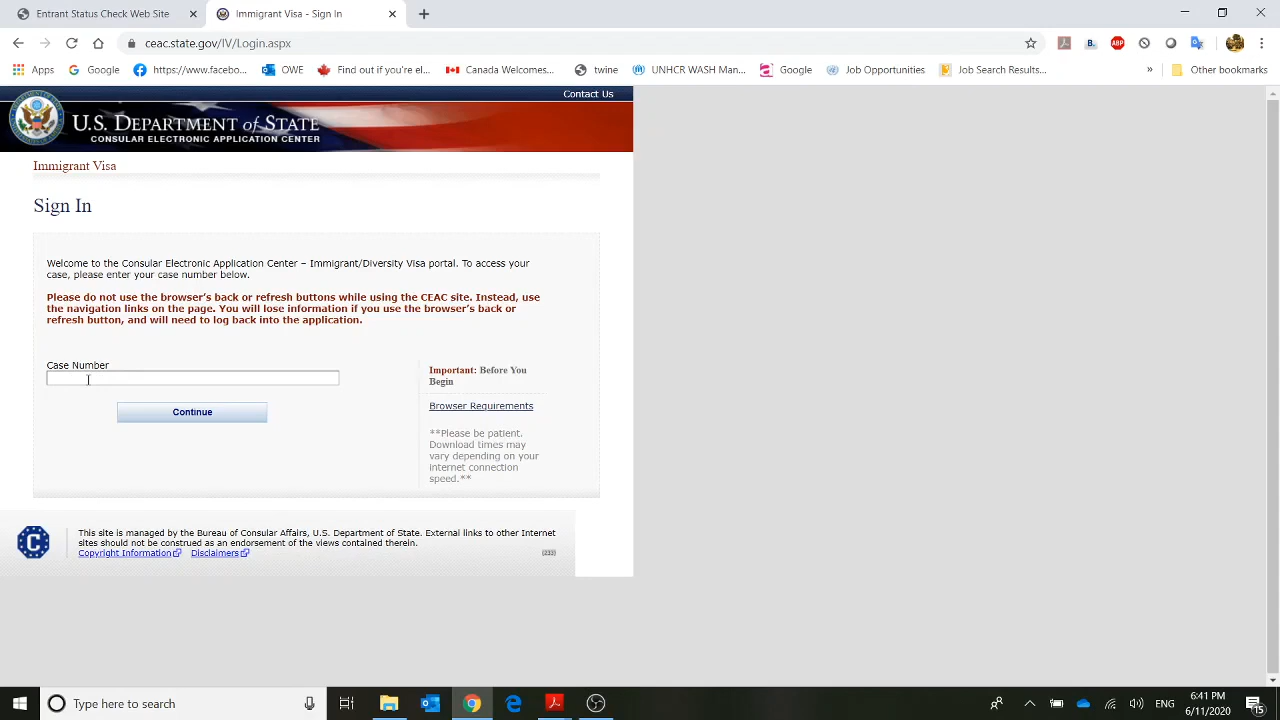 Entrant Status Check Web Site
Immigrant Visa - Sign In
ceac.state.gov/IV/Login.aspx
Apps
Google
https://www.facebo...
OWE
Find out if you're el...
Canada Welcomes...
twine
UNHCR WASH Man...
Google
Job Opportunities
Job Search Results...
»
Other bookmarks
Contact Us
U.S. DEPARTMENT of STATE
CONSULAR ELECTRONIC APPLICATION CENTER
Immigrant Visa
Sign In
Welcome to the Consular Electronic Application Center – Immigrant/Diversity Visa portal. To access your
case, please enter your case number below.
Please do not use the browser's back or refresh buttons while using the CEAC site. Instead, use
the navigation links on the page. You will lose information if you use the browser's back or
refresh button, and will need to log back into the application.
Case Number
Continue
Important: Before You
Begin
Browser Requirements
**Please be patient.
Download times may
vary depending on your
internet connection
speed.**
This site is managed by the Bureau of Consular Affairs, U.S. Department of State. External links to other Internet
sites should not be construed as an endorsement of the views contained therein.
Copyright Information Disclaimers
Type here to search
ENG
6:41 PM
6/11/2020
15